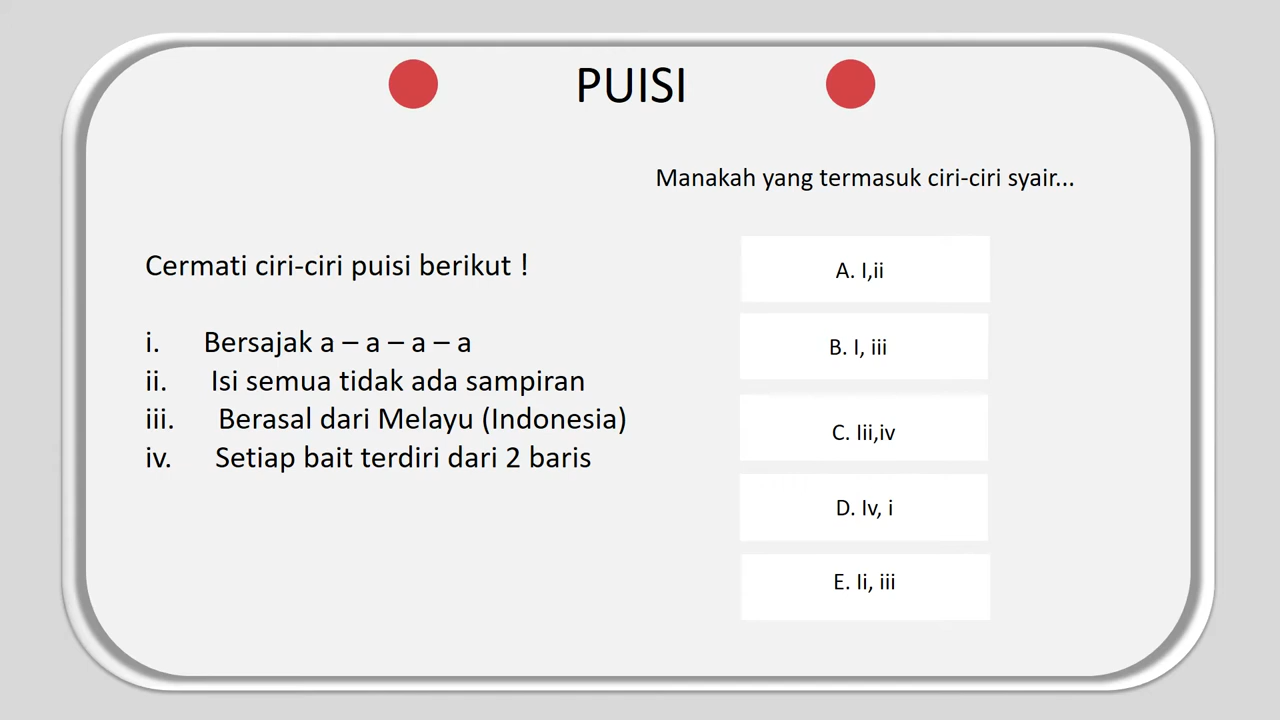 PUISI
Manakah yang termasuk ciri-ciri syair...
Cermati ciri-ciri puisi berikut !
i. Bersajak a – a – a – a
ii. Isi semua tidak ada sampiran
iii. Berasal dari Melayu (Indonesia)
iv. Setiap bait terdiri dari 2 baris
A. I,ii
B. I, iii
C. Iii,iv
D. Iv, i
E. Ii, iii